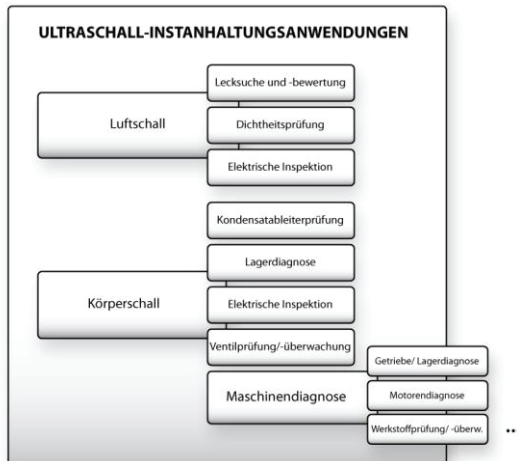 ULTRASCHALL-INSTANHALTUNGSANWENDUNGEN
Luftschall
Lecksuche und -bewertung
Dichtheitsprüfung
Elektrische Inspektion
Körperschall
Kondensatableiterprüfung
Lagerdiagnose
Elektrische Inspektion
Ventilprüfung/-überwachung
Maschinendiagnose
Getriebe/ Lagerdiagnose
Motorendiagnose
Werkstoffprüfung/ -überw.
..